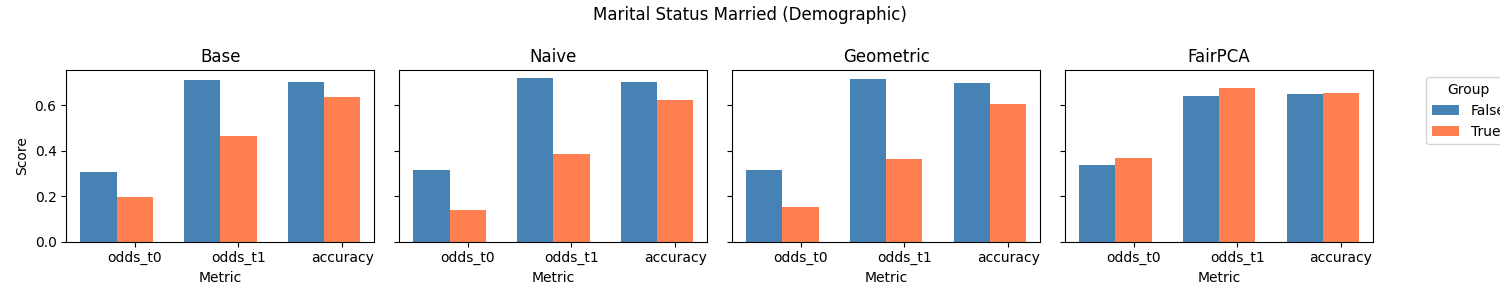 Marital Status Married (Demographic)
Base
Naive
Geometric
FairPCA
Group
False
True
Score
0.6
0.4
0.2
0.0
odds_t0 odds_t1 accuracy
odds_t0 odds_t1 accuracy
odds_t0 odds_t1 accuracy
odds_t0 odds_t1 accuracy
Metric
Metric
Metric
Metric